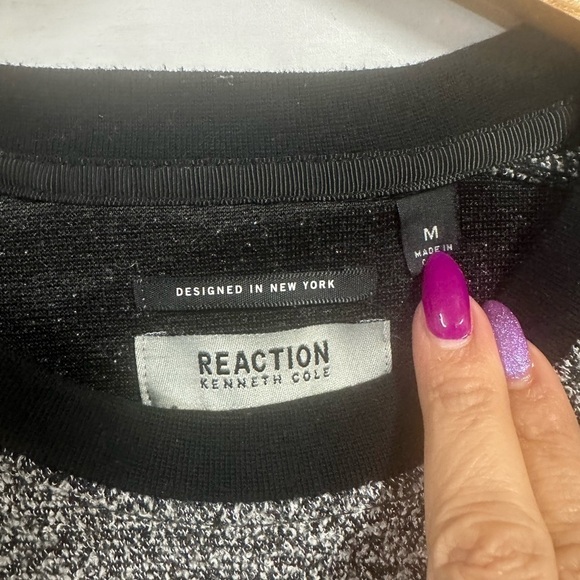 M
MADE IN
DESIGNED IN NEW YORK
REACTION
KENNETH COLE